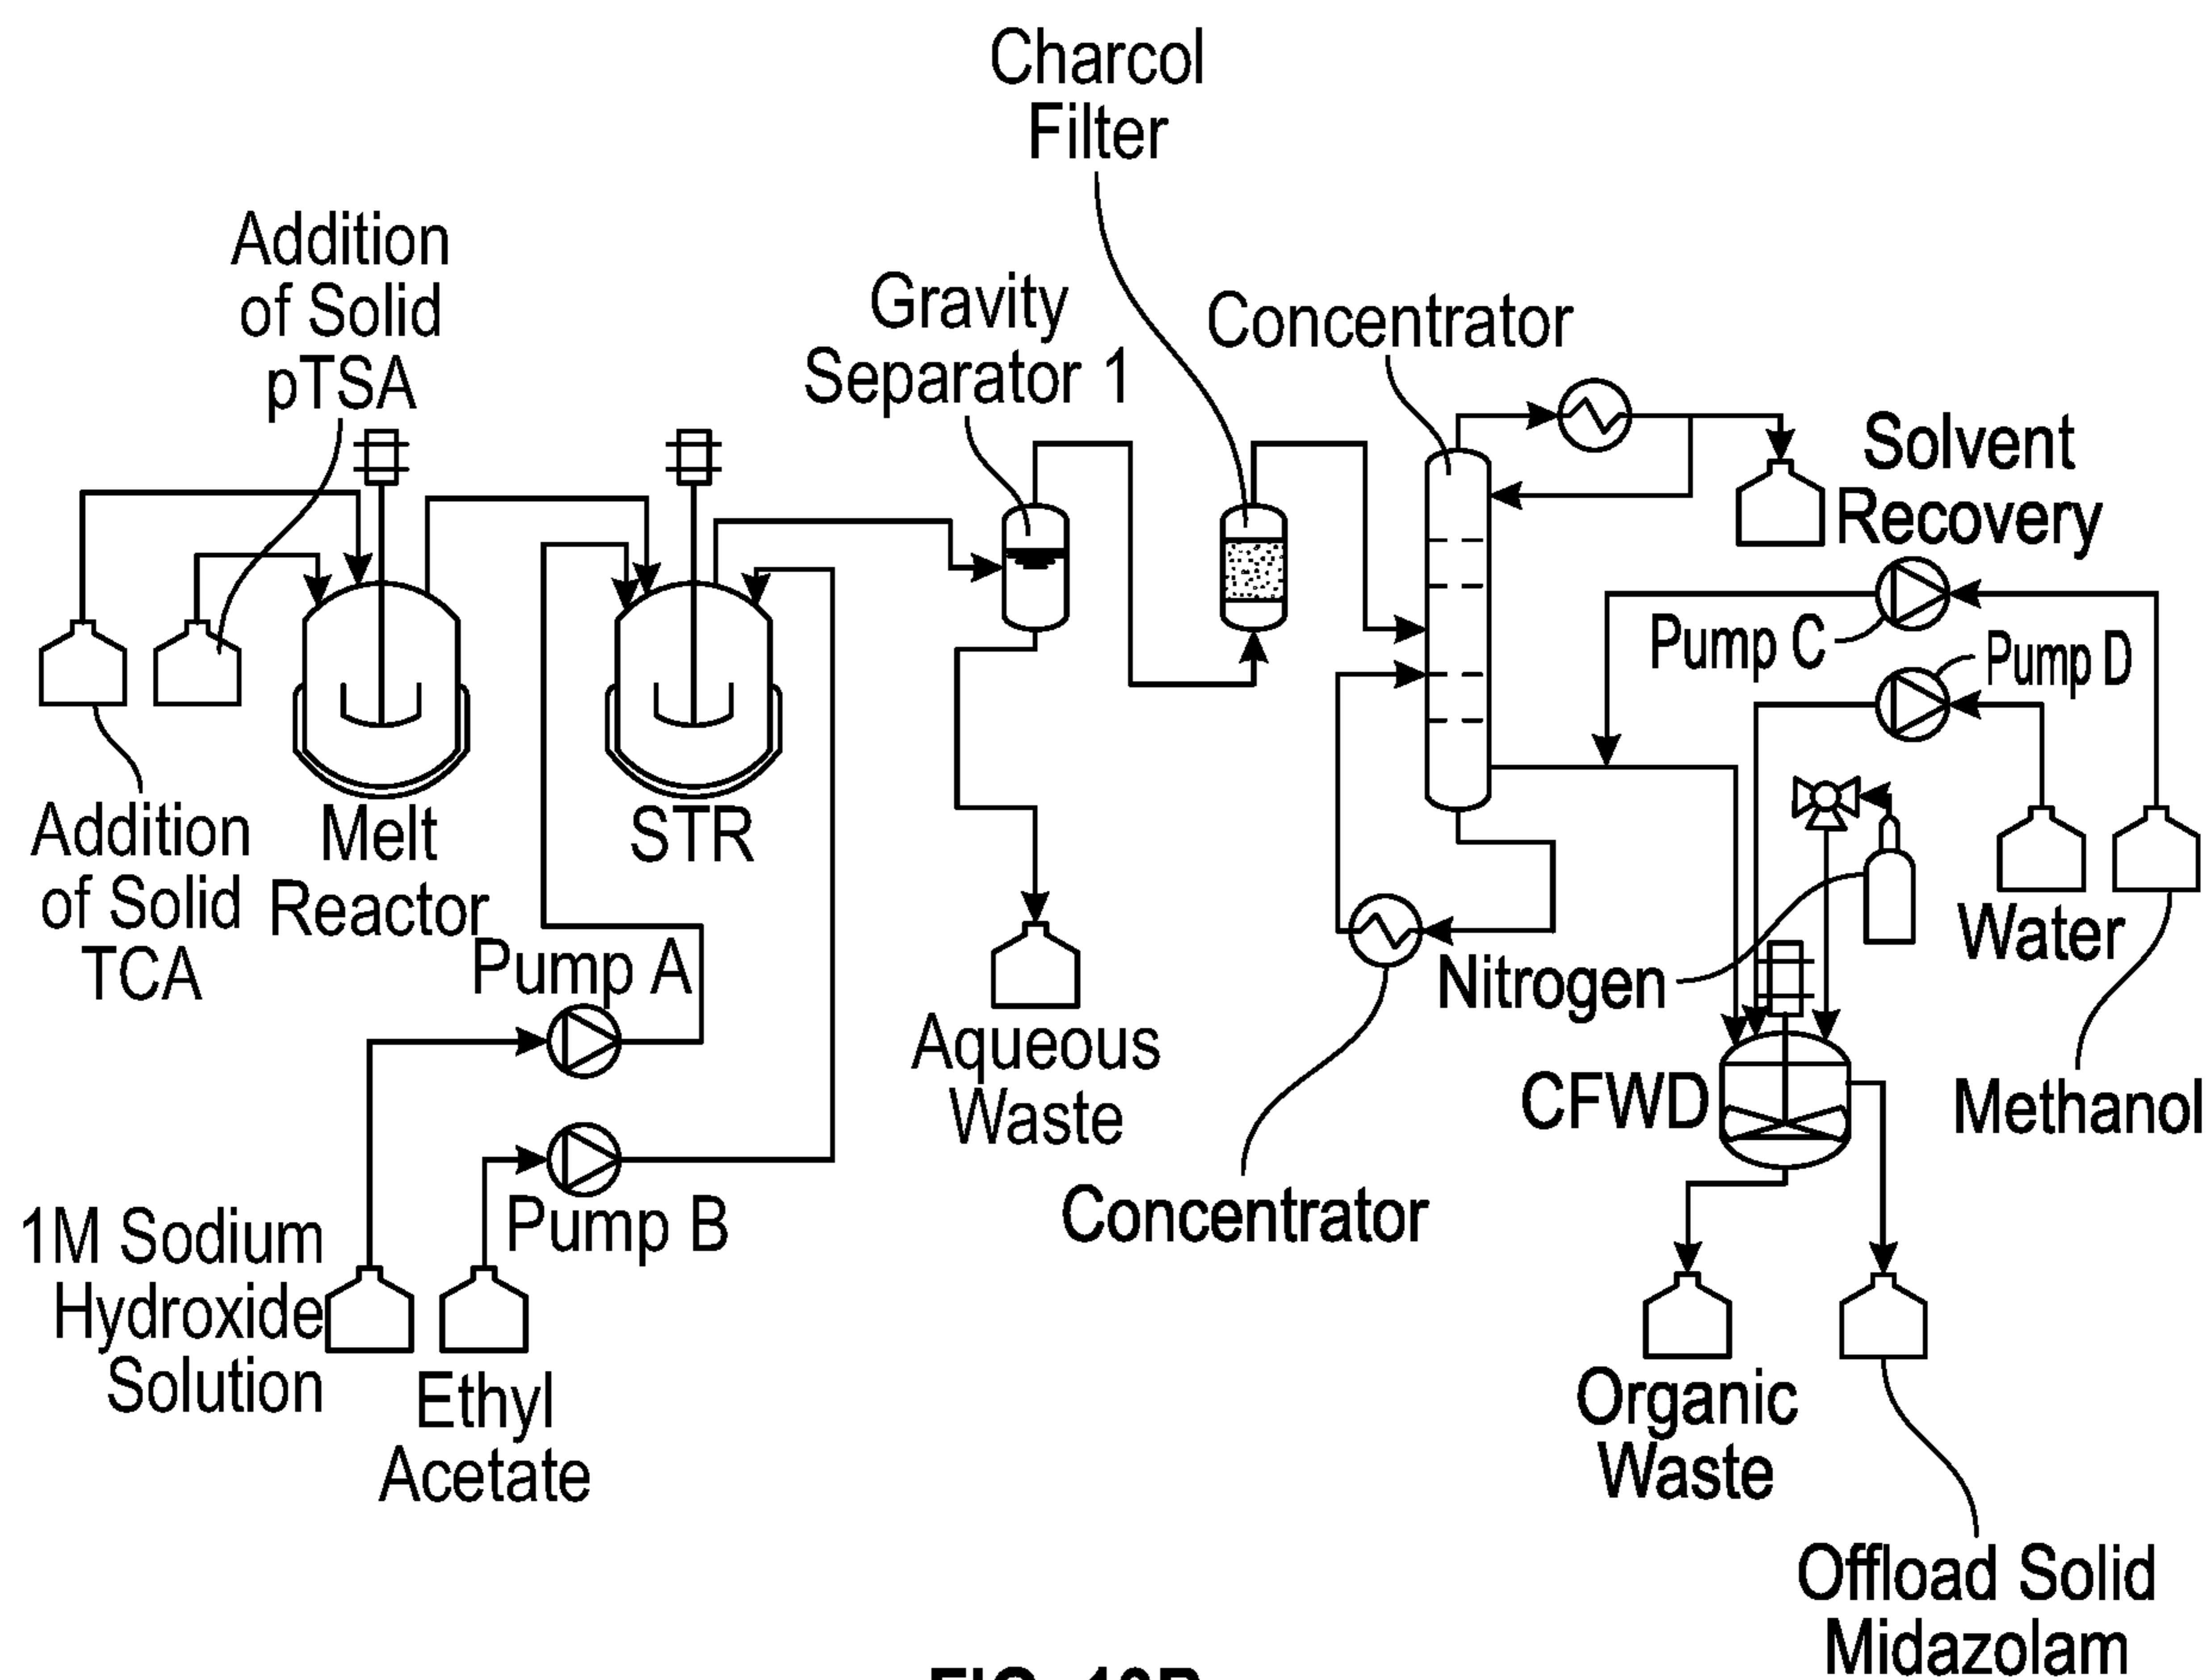 Charcol
Filter
Addition
of Solid
pTSA
Gravity
Separator 1
Concentrator
Solvent
Recovery
Pump C
Pump D
Addition
of Solid
TCA
Melt
Reactor
STR
Pump A
Nitrogen
Water
Aqueous
Waste
CFWD
Methanol
Concentrator
Pump B
1M Sodium
Hydroxide
Solution
Ethyl
Acetate
Organic
Waste
Offload Solid
Midazolam